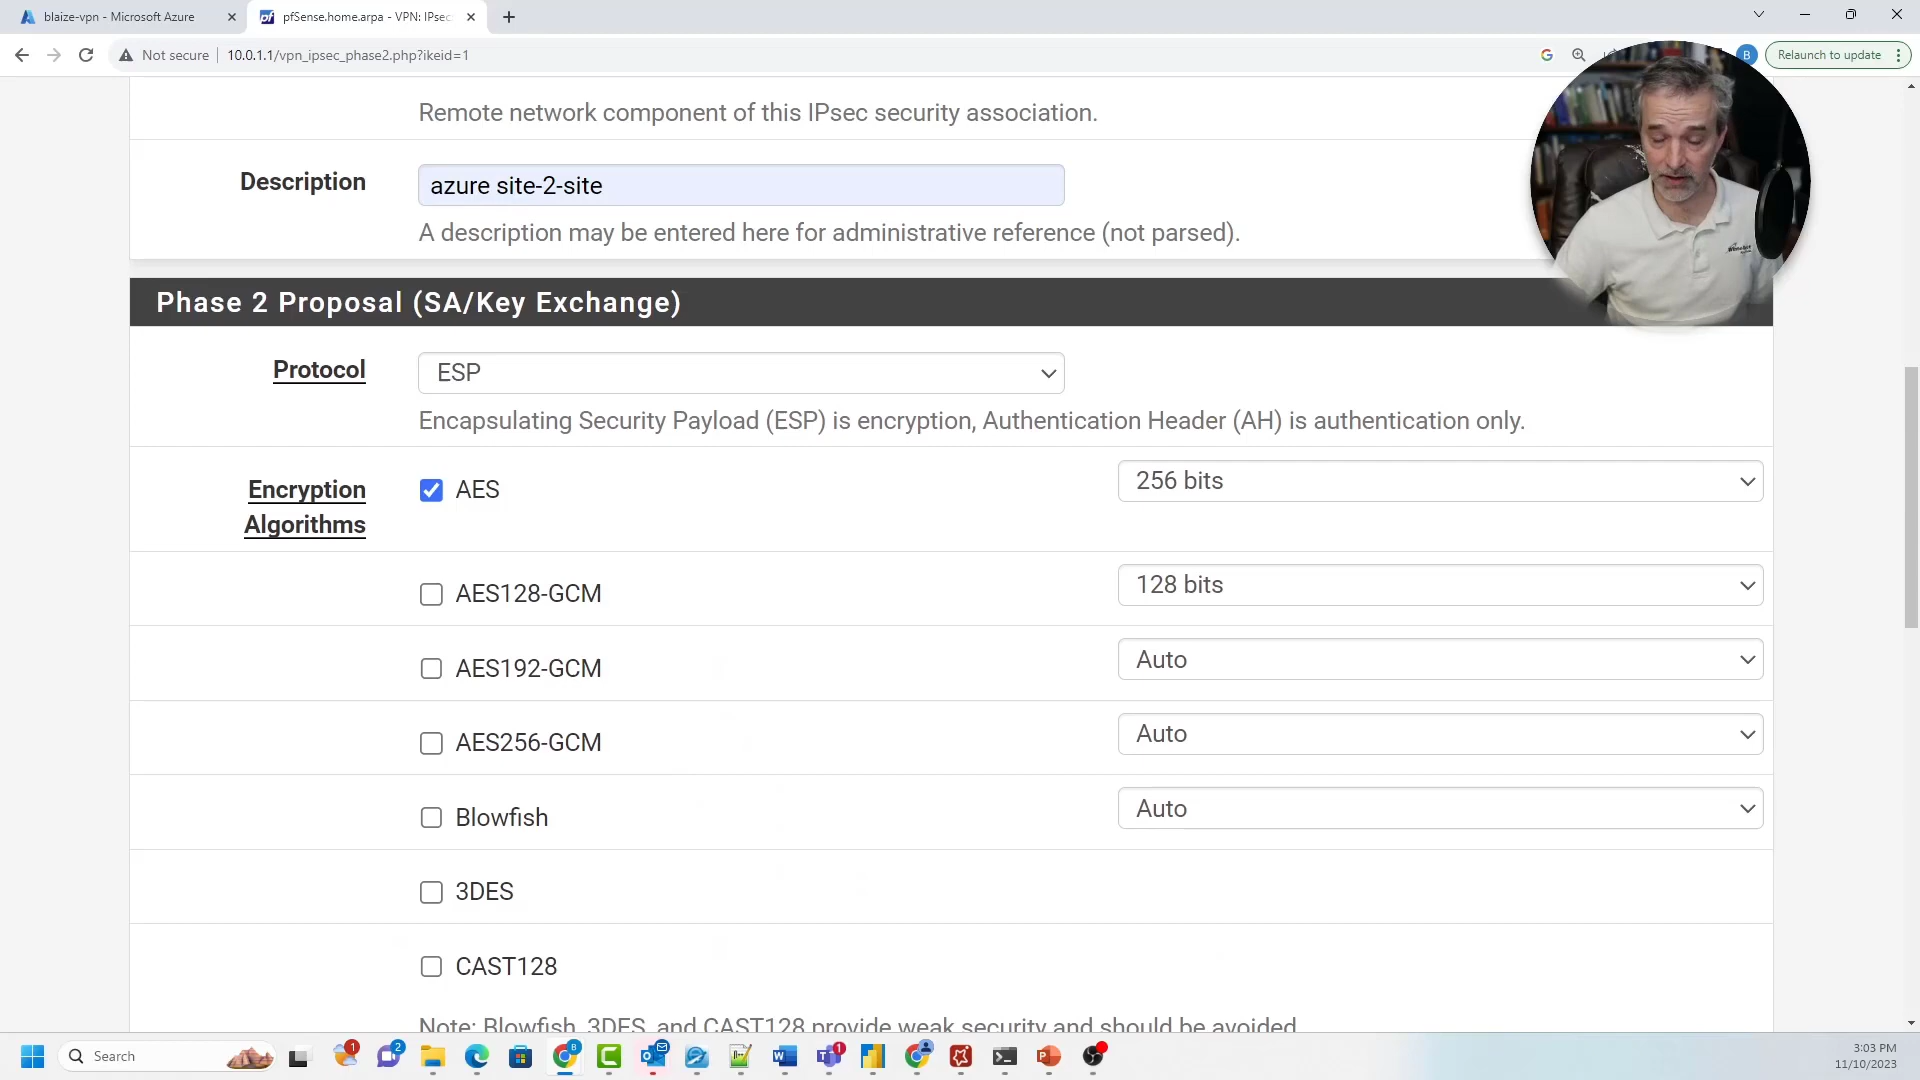 blaize-vpn - Microsoft Azure
pfSense.home.arpa - VPN: IPsec:
Not secure
10.0.1.1/vpn_ipsec_phase2.php?ikeid=1
B
Relaunch to update
Remote network component of this IPsec security association.
Description
azure site-2-site
A description may be entered here for administrative reference (not parsed).
Phase 2 Proposal (SA/Key Exchange)
Protocol
ESP
Encapsulating Security Payload (ESP) is encryption, Authentication Header (AH) is authentication only.
Encryption
Algorithms
AES
256 bits
AES128-GCM
128 bits
AES192-GCM
Auto
AES256-GCM
Auto
Blowfish
Auto
3DES
CAST128
Note: Blowfish, 3DES, and CAST128 provide weak security and should be avoided.
Search
3:03 PM
11/10/2023